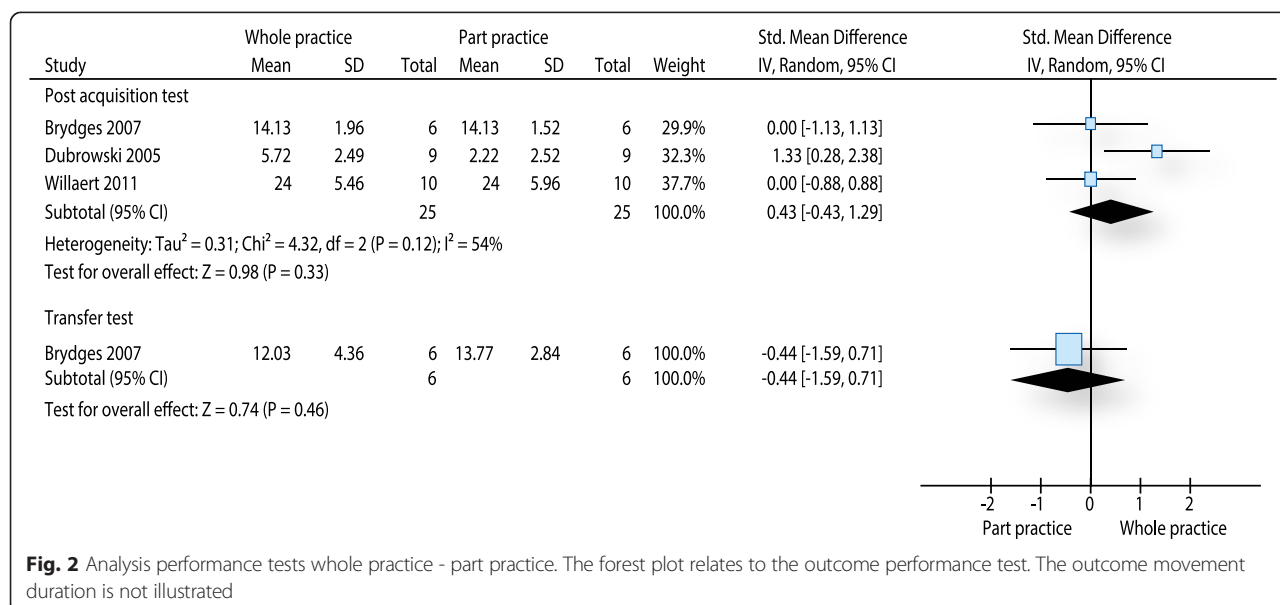 Whole practice Part practice Std. Mean Difference Std. Mean Difference
Study Mean SD Total Mean SD Total Weight IV, Random, 95% CI IV, Random, 95% CI
Post acquisition test
Brydges 2007 14.13 1.96 6 14.13 1.52 6 29.9% 0.00 [-1.13, 1.13]
Dubrowski 2005 5.72 2.49 9 2.22 2.52 9 32.3% 1.33 [0.28, 2.38]
Willaert 2011 24 5.46 10 24 5.96 10 37.7% 0.00 [-0.88, 0.88]
Subtotal (95% CI) 25 25 100.0% 0.43 [-0.43, 1.29]
Heterogeneity: Tau² = 0.31; Chi² = 4.32, df = 2 (P = 0.12); I² = 54%
Test for overall effect: Z = 0.98 (P = 0.33)
Transfer test
Brydges 2007 12.03 4.36 6 13.77 2.84 6 100.0% -0.44 [-1.59, 0.71]
Subtotal (95% CI) 6 6 100.0% -0.44 [-1.59, 0.71]
Test for overall effect: Z = 0.74 (P = 0.46)
-2 -1 0 1 2
Part practice Whole practice
Fig. 2 Analysis performance tests whole practice - part practice. The forest plot relates to the outcome performance test. The outcome movement
duration is not illustrated